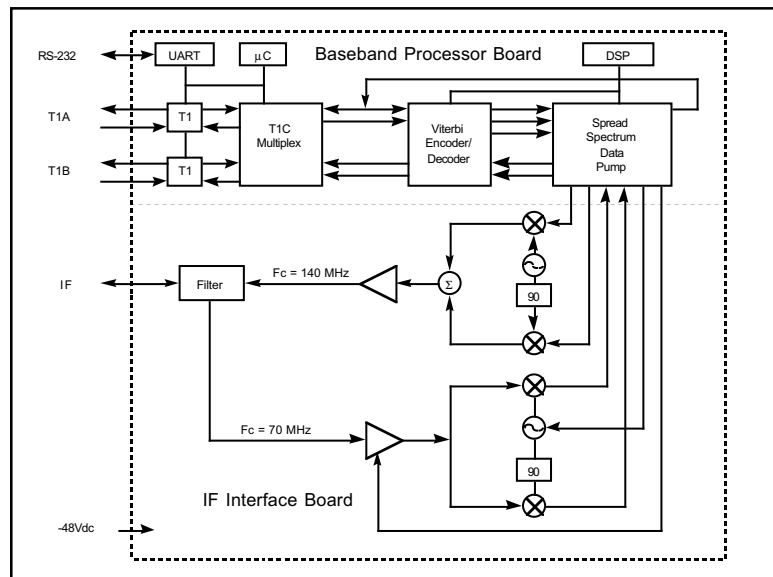 Baseband Processor Board
RS-232
UART
μC
DSP
T1A
T1
T1C
Multiplex
Viterbi
Encoder/
Decoder
Spread
Spectrum
Data
Pump
T1B
T1
IF
Filter
Fc = 140 MHz
Σ
90
Fc = 70 MHz
90
IF Interface Board
-48Vdc